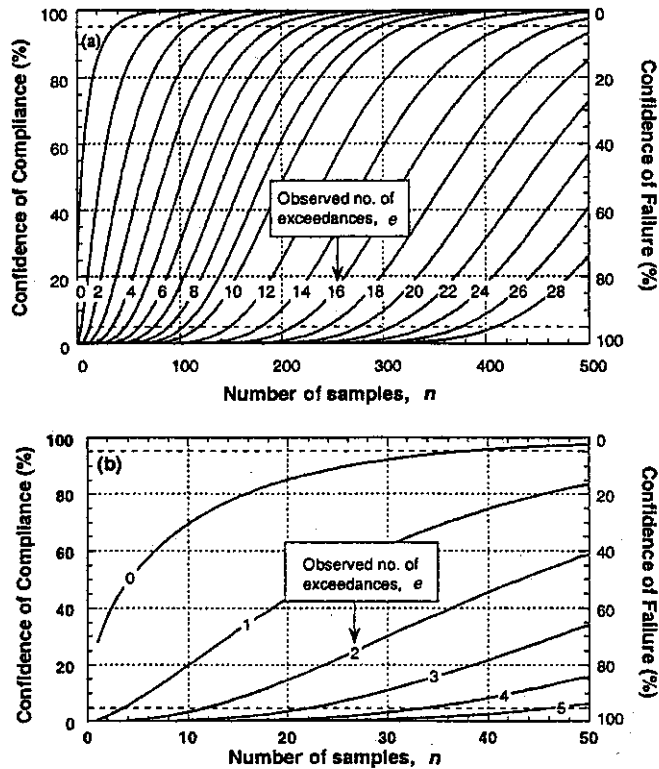 (a)
100
80
60
40
20
0
Confidence of Compliance (%)
0
20
40
60
80
100
Confidence of Failure (%)
Observed no. of
exceedances, e
0 2 4 6 8 10 12 14 16 18 20 22 24 26 28
0 100 200 300 400 500
Number of samples, n
(b)
100
80
60
40
20
0
Confidence of Compliance (%)
0
20
40
60
80
100
Confidence of Failure (%)
Observed no. of
exceedances, e
0
1
2
3
4
5
0 10 20 30 40 50
Number of samples, n